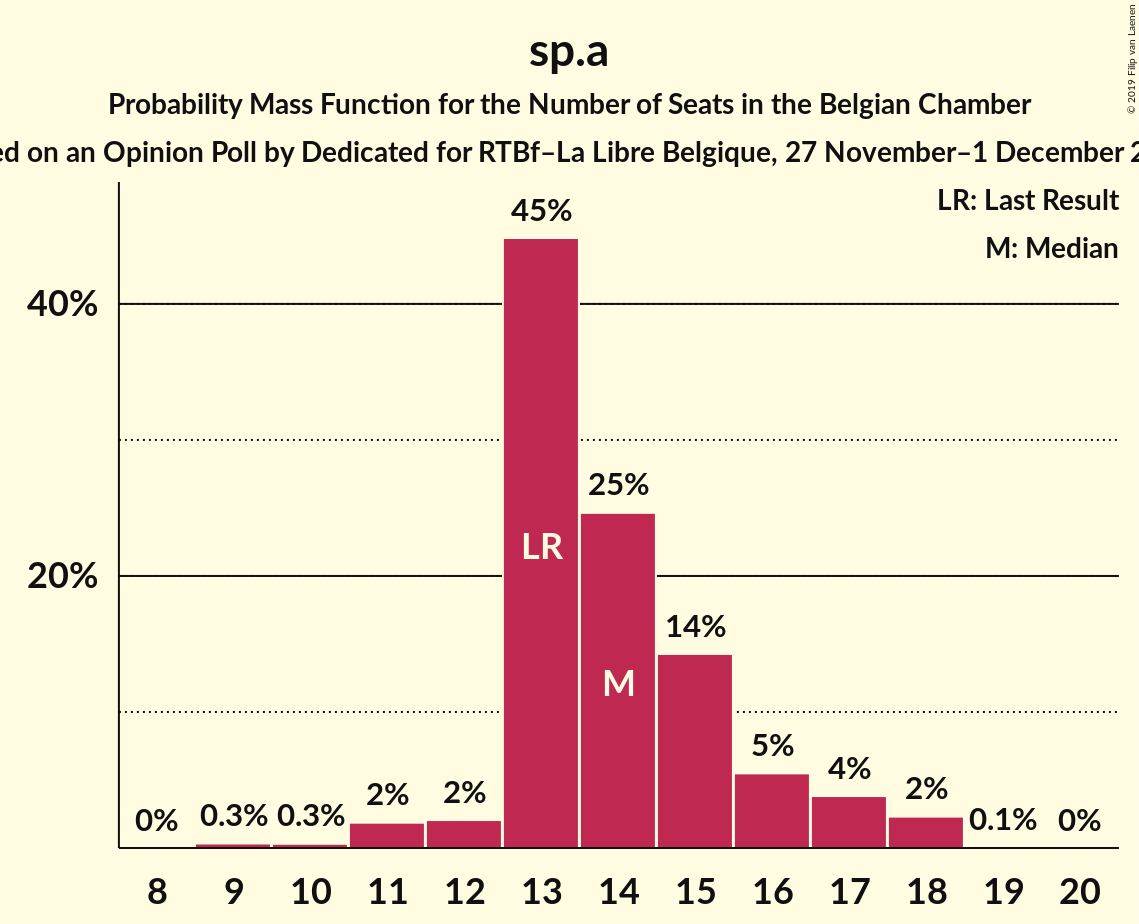 sp.a
Probability Mass Function for the Number of Seats in the Belgian Chamber
on an Opinion Poll by Dedicated for RTBf–La Libre Belgique, 27 November–1 December
© 2019 Filip van Laenen
LR: Last Result
M: Median
45%
40%
25%
LR
20%
14%
M
5%
4%
2%
2%
2%
0%
0.3%
0.3%
0.1%
0%
8 9 10 11 12 13 14 15 16 17 18 19 20